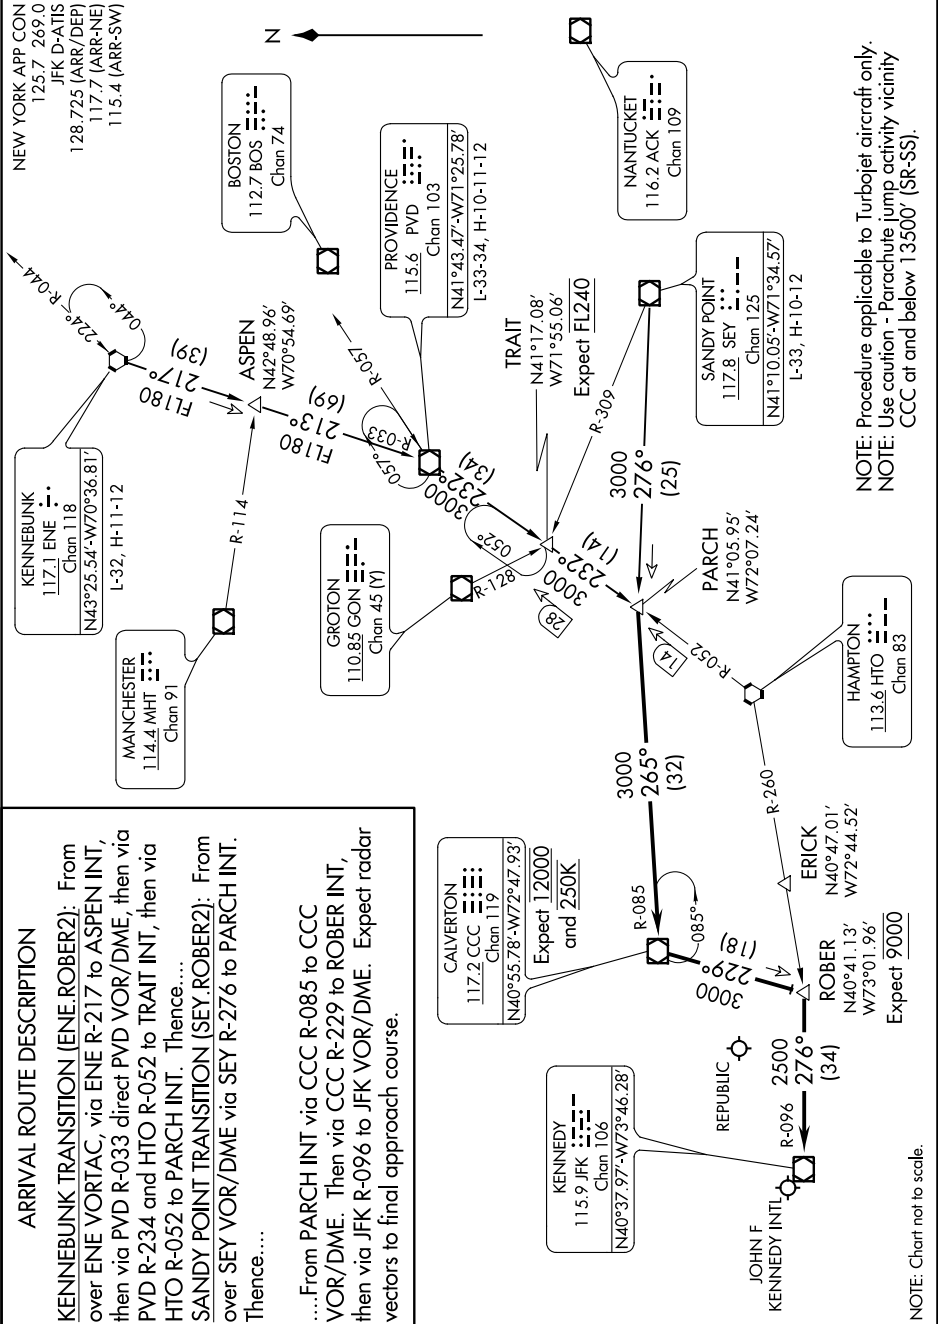 ARRIVAL ROUTE DESCRIPTION
KENNEBUNK TRANSITION (ENE.ROBER2): From
over ENE VORTAC, via ENE R-217 to ASPEN INT,
then via PVD R-033 direct PVD VOR/DME, then via
PVD R-234 and HTO R-052 to TRAIT INT, then via
HTO R-052 to PARCH INT. Thence....
SANDY POINT TRANSITION (SEY.ROBER2): From
over SEY VOR/DME via SEY R-276 to PARCH INT.
Thence....
....From PARCH INT via CCC R-085 to CCC
VOR/DME. Then via CCC R-229 to ROBER INT,
then via JFK R-096 to JFK VOR/DME. Expect radar
vectors to final approach course.
NEW YORK APP CON
125.7 269.0
JFK D-ATIS
128.725 (ARR/DEP)
117.7 (ARR-NE)
115.4 (ARR-SW)
KENNEBUNK
117.1 ENE
Chan 118
N43°25.54'-W70°36.81'
L-32, H-11-12
R-044
224°
044°
FL180
217°
(39)
MANCHESTER
114.4 MHT
Chan 91
R-114
ASPEN
N42°48.96'
W70°54.69'
BOSTON
112.7 BOS
Chan 74
FL180
213°
(69)
R-033
R-057
057°
PROVIDENCE
115.6 PVD
Chan 103
N41°43.47'-W71°25.78'
L-33-34, H-10-11-12
N
GROTON
110.85 GON
Chan 45 (Y)
R-128
3000
232°
(34)
052°
TRAIT
N41°17.08'
W71°55.06'
Expect FL240
R-309
3000
232°
(14)
28
NANTUCKET
116.2 ACK
Chan 109
SANDY POINT
117.8 SEY
Chan 125
N41°10.05'-W71°34.57'
L-33, H-10-12
3000
276°
(25)
PARCH
N41°05.95'
W72°07.24'
14
R-052
3000
265°
(32)
HAMPTON
113.6 HTO
Chan 83
R-260
CALVERTON
117.2 CCC
Chan 119
N40°55.78'-W72°47.93'
Expect 12000
and 250K
R-085
085°
3000
229°
(18)
ERICK
N40°47.01'
W72°44.52'
ROBER
N40°41.13'
W73°01.96'
Expect 9000
REPUBLIC
2500
276°
(34)
R-096
KENNEDY
115.9 JFK
Chan 106
N40°37.97'-W73°46.28'
JOHN F
KENNEDY INTL
NOTE: Procedure applicable to Turbojet aircraft only.
NOTE: Use caution - Parachute jump activity vicinity
CCC at and below 13500' (SR-SS).
NOTE: Chart not to scale.